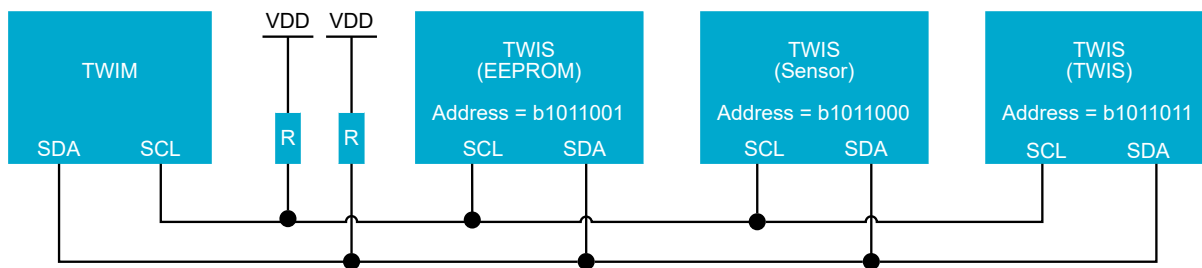 VDD VDD
TWIM
TWIS
(EEPROM)
Address = b1011001
TWIS
(Sensor)
Address = b1011000
TWIS
(TWIS)
Address = b1011011
R R
SDA SCL
SCL SDA
SCL SDA
SCL SDA